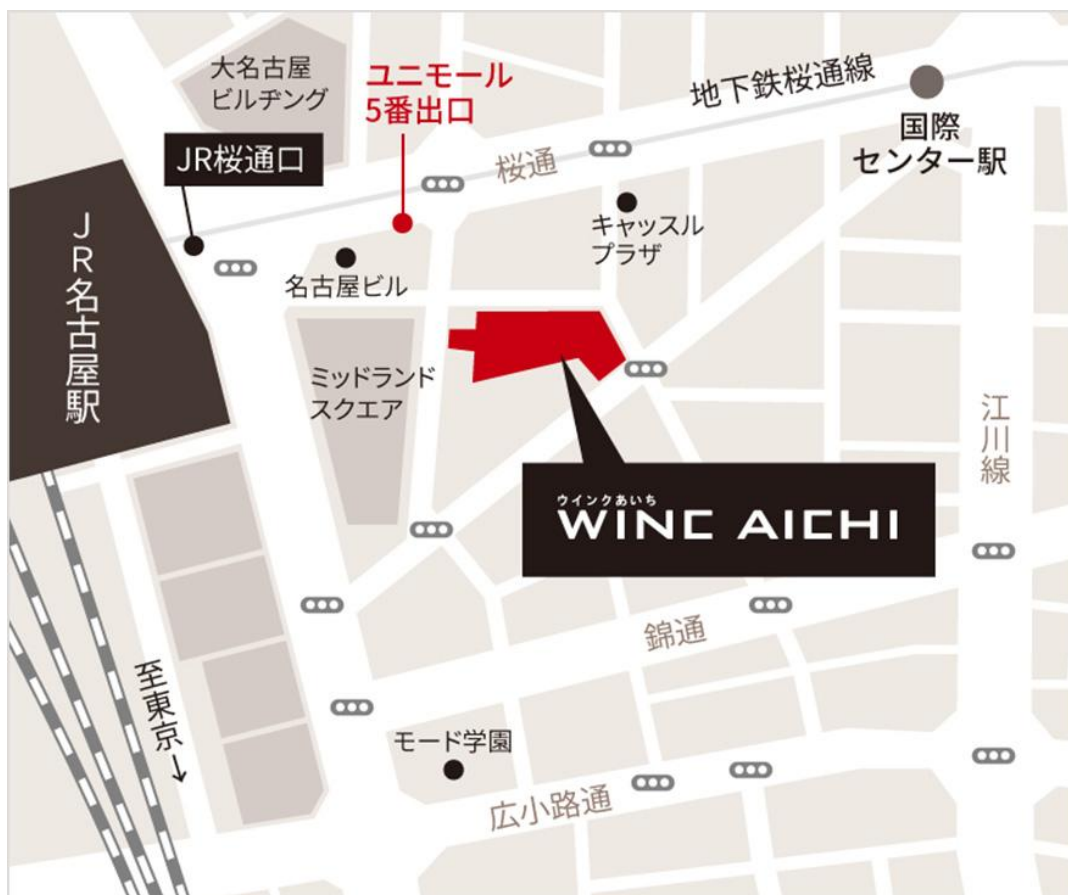 大名古屋
ビルヂング
ユニモール
5番出口
地下鉄桜通線
国際
センター駅
JR桜通口
桜通
キャッスル
プラザ
名古屋ビル
JR名古屋駅
ミッドランド
スクエア
江川線
ウインクあいち
WINC AICHI
錦通
至東京↓
モード学園
広小路通